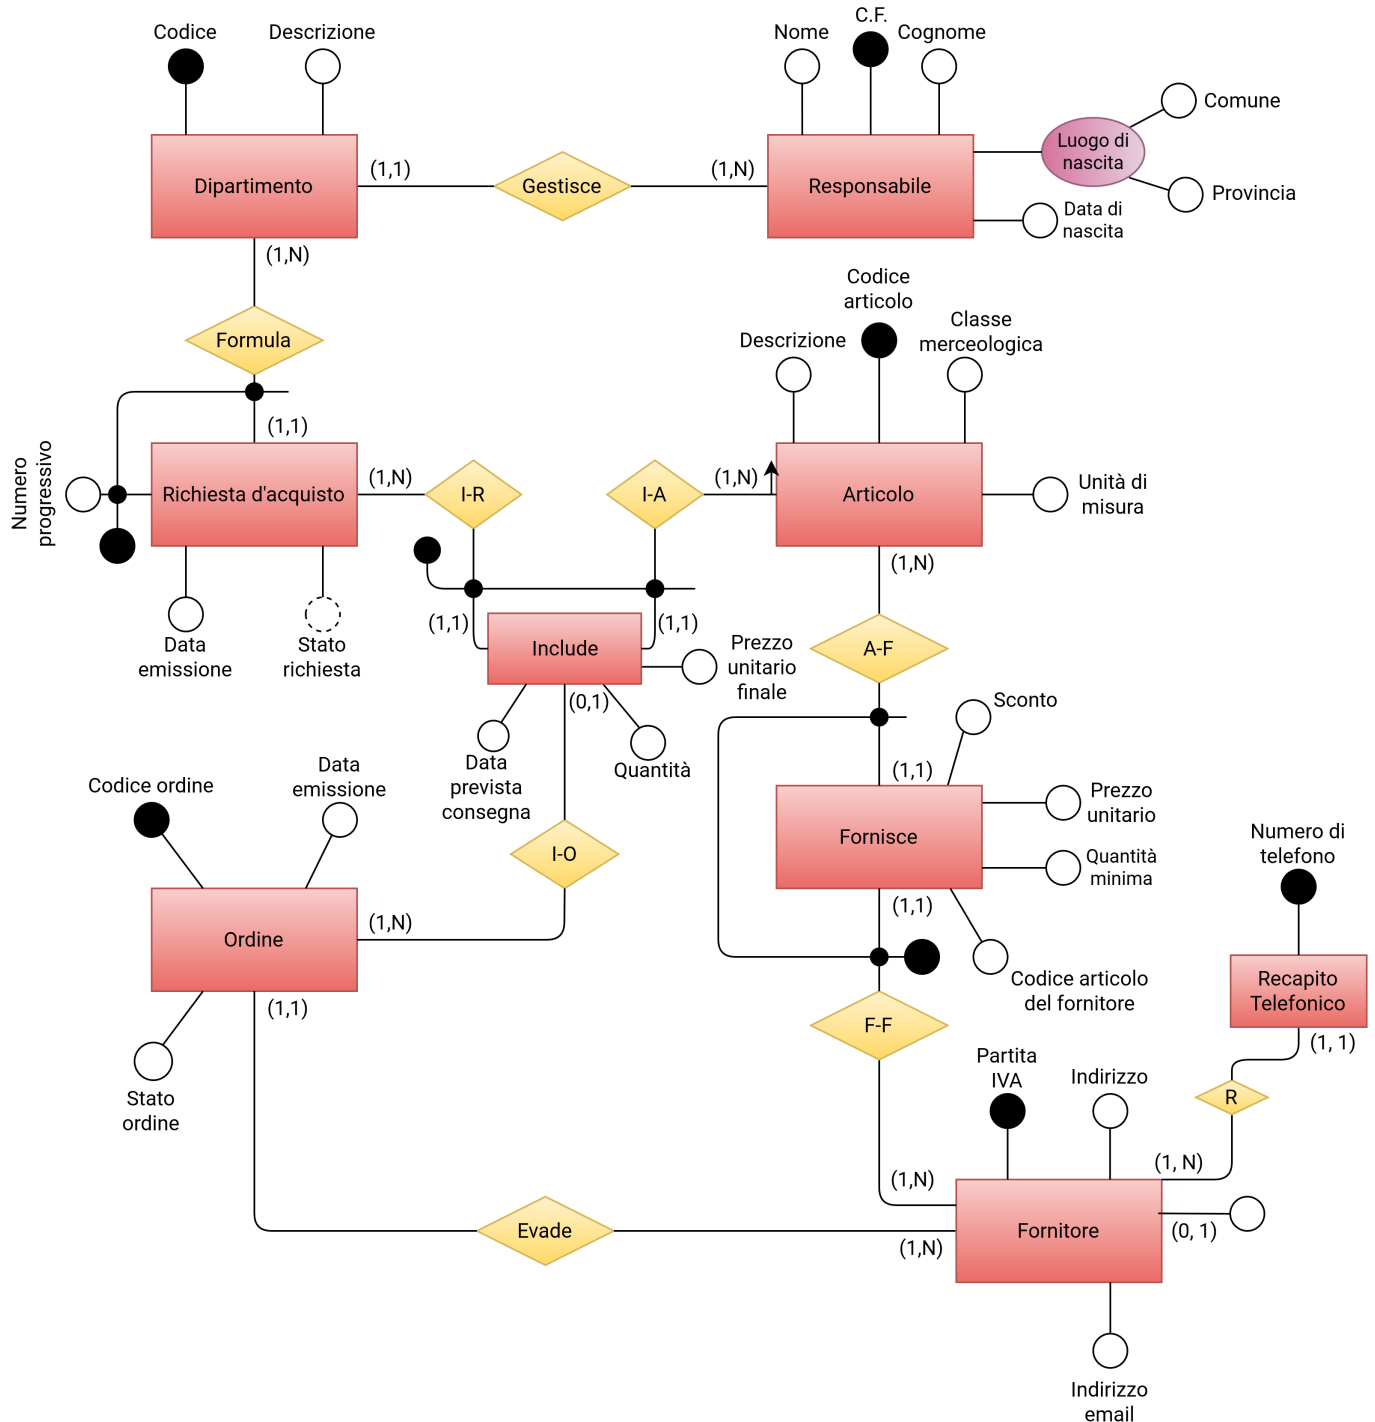 C.F.
Codice
Descrizione
Nome
Cognome
Comune
Luogo di
nascita
Dipartimento
(1,1)
Gestisce
(1,N)
Responsabile
Provincia
Data di
nascita
(1,N)
Codice
articolo
Formula
Descrizione
Classe
merceologica
(1,1)
Numero
progressivo
Richiesta d'acquisto
(1,N)
I-R
I-A
(1,N)
Articolo
Unità di
misura
(1,N)
Data
emissione
Stato
richiesta
(1,1)
(1,1)
Include
Prezzo
unitario
finale
A-F
(0,1)
Sconto
Data
prevista
consegna
Quantità
(1,1)
Codice ordine
Data
emissione
Prezzo
unitario
Fornisce
I-O
Quantità
minima
Numero di
telefono
(1,N)
(1,1)
Ordine
Codice articolo
del fornitore
Recapito
Telefonico
(1,1)
F-F
(1, 1)
Stato
ordine
Partita
IVA
Indirizzo
R
(1, N)
(1,N)
Evade
Fornitore
(0, 1)
(1,N)
Indirizzo
email